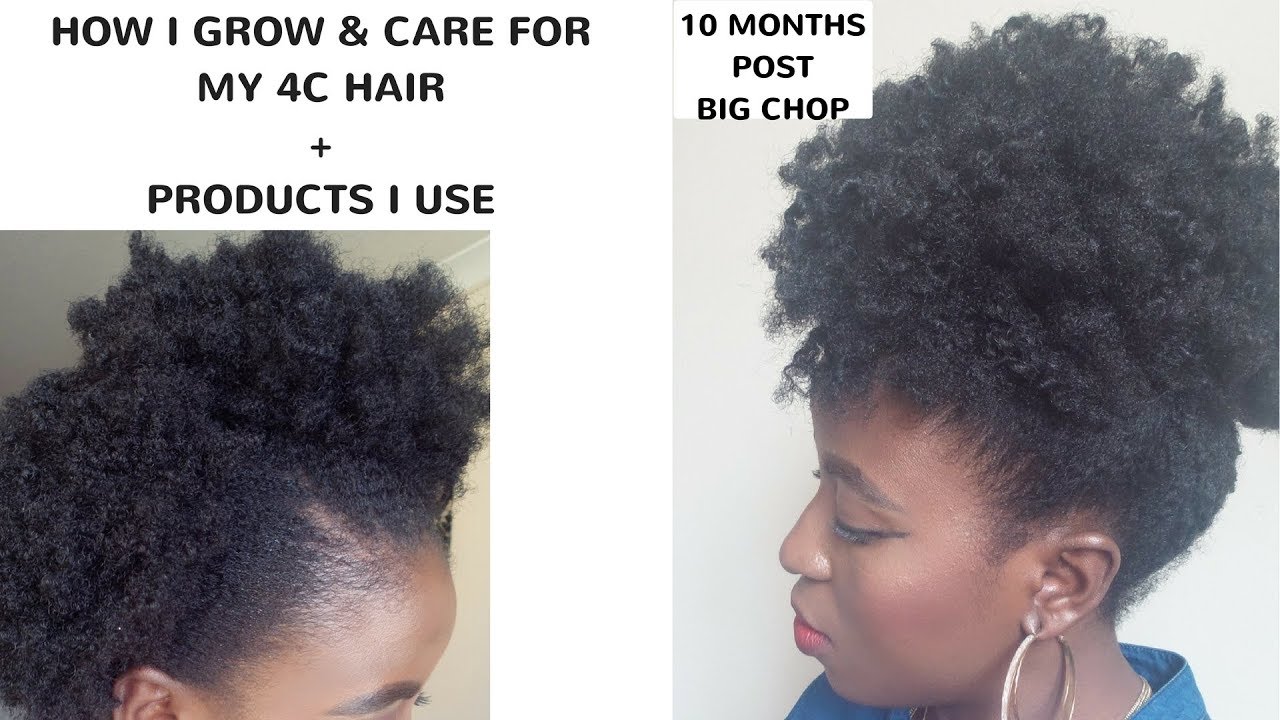 HOW I GROW & CARE FOR
MY 4C HAIR
+
PRODUCTS I USE
10 MONTHS
POST
BIG CHOP